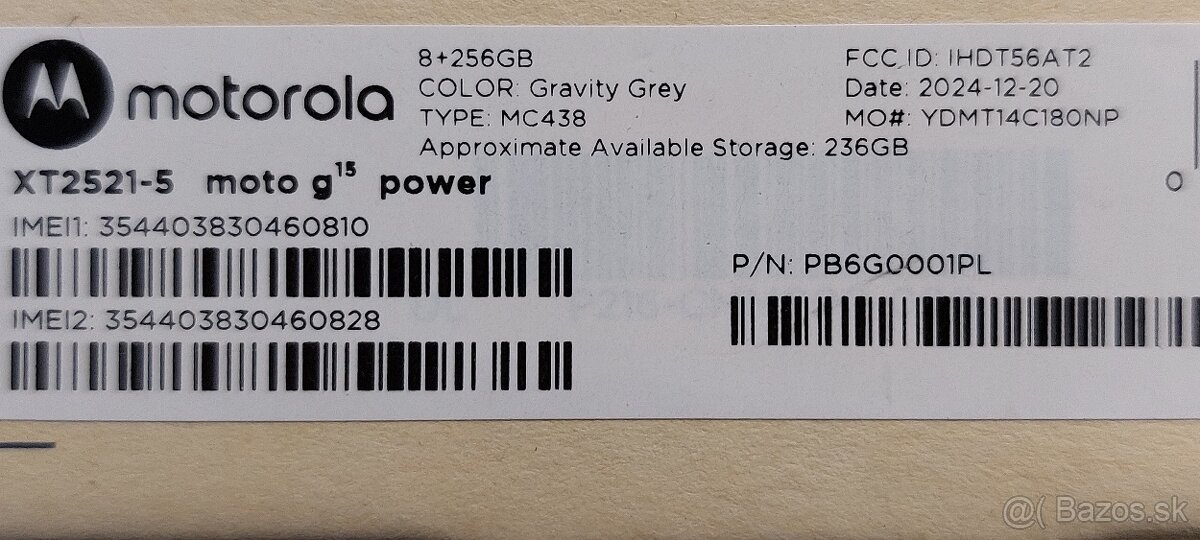 motorola
8+256GB
COLOR: Gravity Grey
TYPE: MC438
Approximate Available Storage: 236GB
FCC ID: IHDT56AT2
Date: 2024-12-20
MO#: YDMT14C180NP
XT2521-5 moto g15 power
IMEI1: 354403830460810
IMEI2: 354403830460828
P/N: PB6G0001PL
@( Bazos.sk